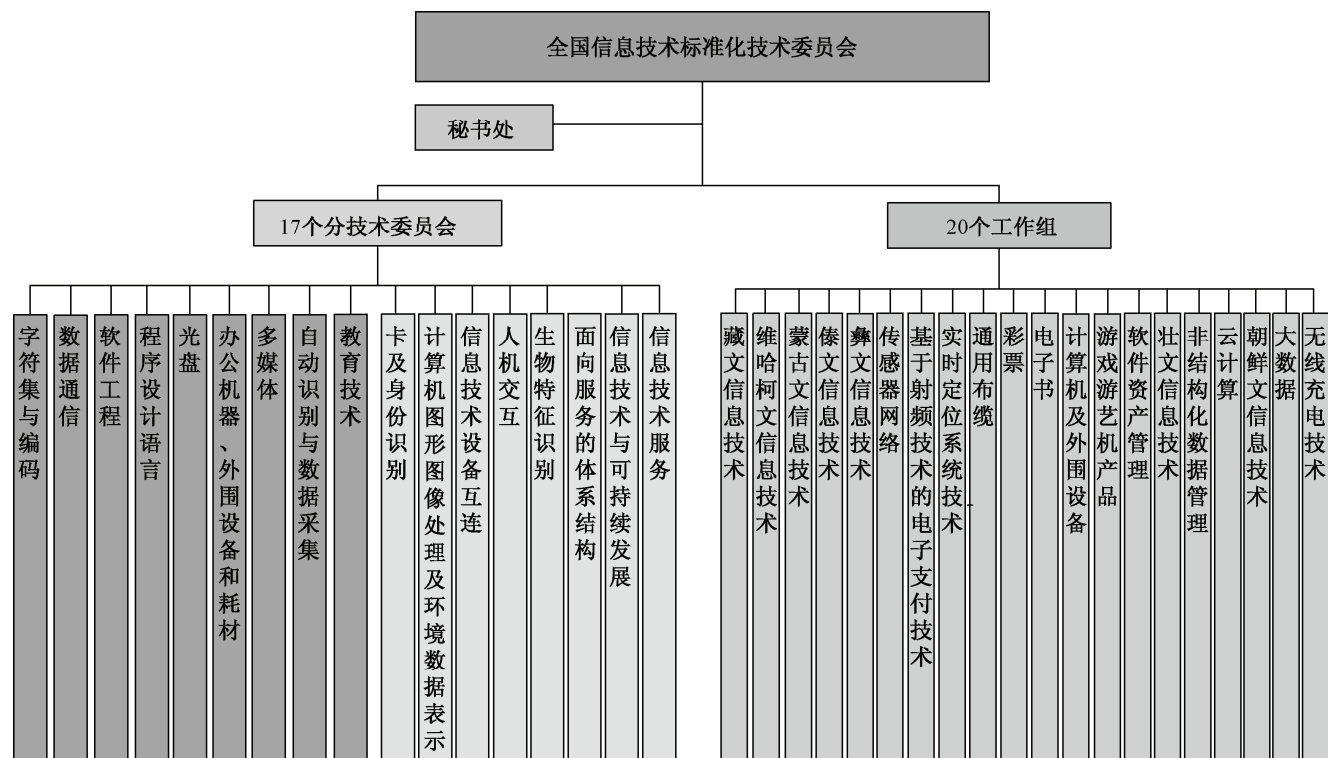 全国信息技术标准化技术委员会
秘书处
17个分技术委员会
20个工作组
字符集与编码
数据通信
软件工程
程序设计语言
光盘
办公机器、外围设备和耗材
多媒体
自动识别与数据采集
教育技术
卡及身份识别
计算机图形图像处理及环境数据表示
信息技术设备互连
人机交互
生物特征识别
面向服务的体系结构
信息技术与可持续发展
信息技术服务
藏文信息技术
维哈柯文信息技术
蒙古文信息技术
傣文信息技术
彝文信息技术
传感器网络
基于射频技术的电子支付技术
实时定位系统技术
通用布缆
彩票
电子书
计算机及外围设备
游戏游艺机产品
软件资产管理
壮文信息技术
非结构化数据管理
云计算
朝鲜文信息技术
大数据
无线充电技术